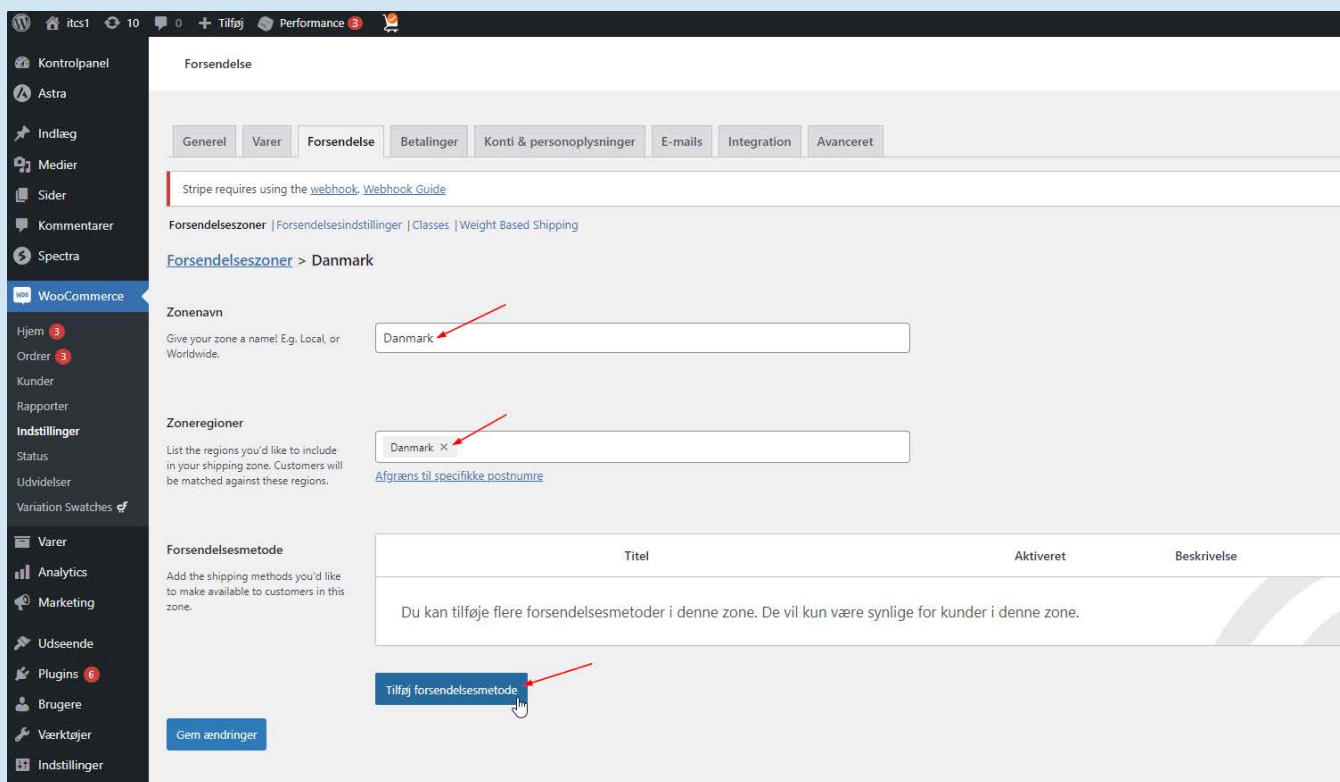 itcs1 10 0 + Tilføj Performance 3
Kontrolpanel
Astra
Indlæg
Medier
Sider
Kommentarer
Spectra
WooCommerce
Hjem 3
Ordrer 3
Kunder
Rapporter
Indstillinger
Status
Udvidelser
Variation Swatches cf
Varer
Analytics
Marketing
Udseende
Plugins 6
Brugere
Værktøjer
Indstillinger
Forsendelse
Generel Varer Forsendelse Betalinger Konti & personoplysninger E-mails Integration Avanceret
Stripe requires using the webhook. Webhook Guide
Forsendelseszoner | Forsendelsesindstillinger | Classes | Weight Based Shipping
Forsendelseszoner > Danmark
Zonenavn
Give your zone a name! E.g. Local, or
Worldwide.
Danmark
Zoneregioner
List the regions you'd like to include
in your shipping zone. Customers will
be matched against these regions.
Danmark ×
Afgræns til specifikke postnumre
Forsendelsesmetode
Add the shipping methods you'd like
to make available to customers in this
zone.
Titel Aktiveret Beskrivelse
Du kan tilføje flere forsendelsesmetoder i denne zone. De vil kun være synlige for kunder i denne zone.
Tilføj forsendelsesmetode
Gem ændringer